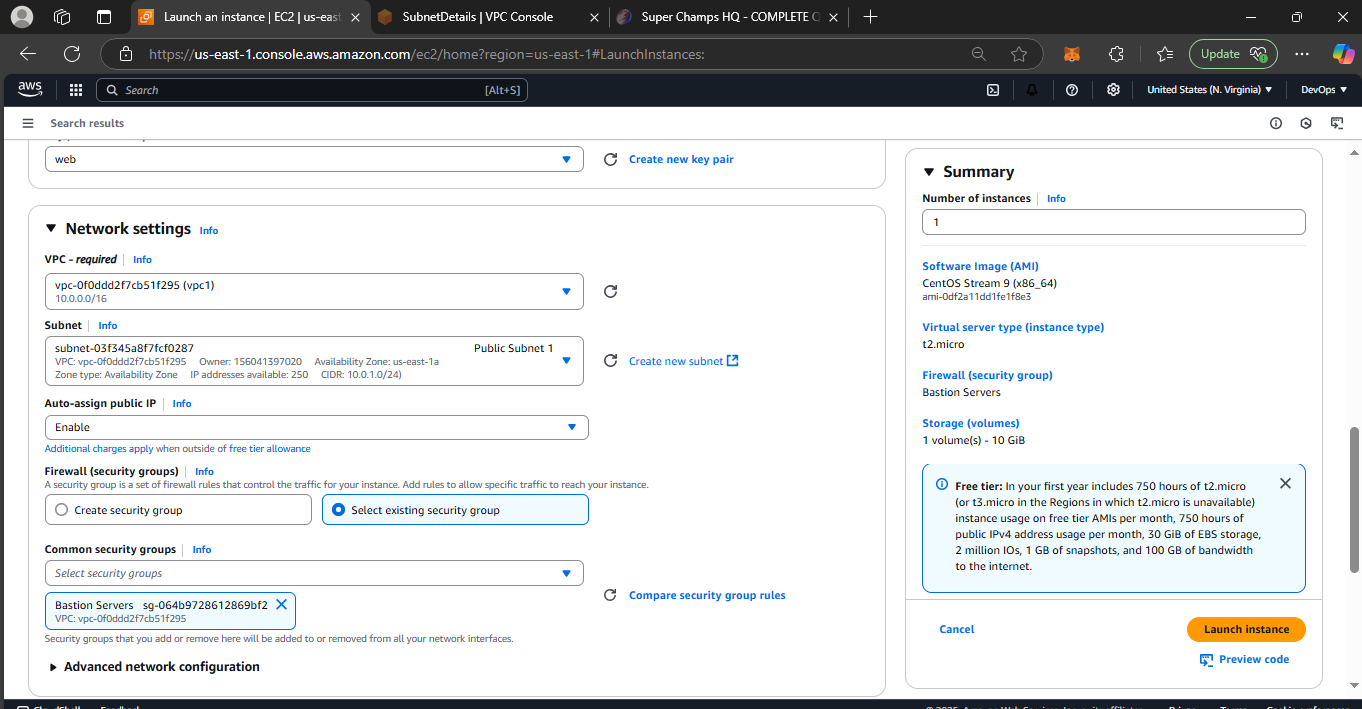 Launch an instance | EC2 | us-east
SubnetDetails | VPC Console
Super Champs HQ - COMPLETE Q
https://us-east-1.console.aws.amazon.com/ec2/home?region=us-east-1#LaunchInstances:
Update
aws
Search
[Alt+S]
United States (N. Virginia)
DevOps
Search results
web
Create new key pair
Network settings Info
VPC - required Info
vpc-0f0ddd2f7cb51f295 (vpc1)
10.0.0.0/16
Subnet Info
subnet-03f345a8f7fcf0287 Public Subnet 1
VPC: vpc-0f0ddd2f7cb51f295 Owner: 156041397020 Availability Zone: us-east-1a
Zone type: Availability Zone IP addresses available: 250 CIDR: 10.0.1.0/24)
Create new subnet
Auto-assign public IP Info
Enable
Additional charges apply when outside of free tier allowance
Firewall (security groups) Info
A security group is a set of firewall rules that control the traffic for your instance. Add rules to allow specific traffic to reach your instance.
Create security group
Select existing security group
Common security groups Info
Select security groups
Bastion Servers sg-064b9728612869bf2
VPC: vpc-0f0ddd2f7cb51f295
Compare security group rules
Security groups that you add or remove here will be added to or removed from all your network interfaces.
Advanced network configuration
Summary
Number of instances Info
1
Software Image (AMI)
CentOS Stream 9 (x86_64)
ami-0df2a11dd1fe1f8e3
Virtual server type (instance type)
t2.micro
Firewall (security group)
Bastion Servers
Storage (volumes)
1 volume(s) - 10 GiB
Free tier: In your first year includes 750 hours of t2.micro
(or t3.micro in the Regions in which t2.micro is unavailable)
instance usage on free tier AMIs per month, 750 hours of
public IPv4 address usage per month, 30 GiB of EBS storage,
2 million IOs, 1 GB of snapshots, and 100 GB of bandwidth
to the internet.
Cancel
Launch instance
Preview code